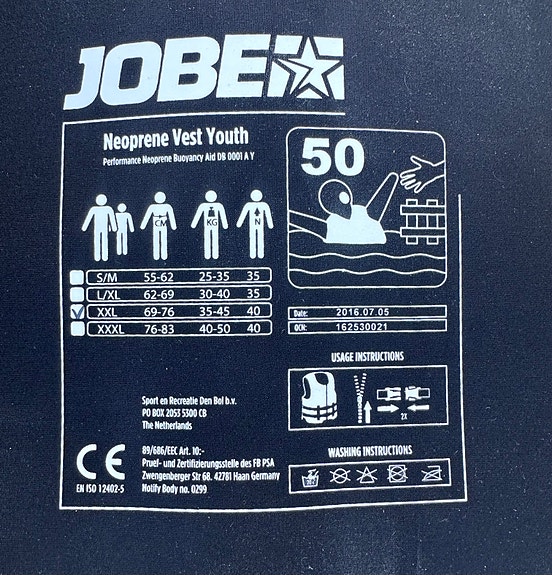 JOBE
Neoprene Vest Youth
Performance Neoprene Buoyancy Aid DB 0001 A Y
50
CM KG N
S/M 55-62 25-35 35
L/XL 62-69 30-40 35
XXL 69-76 35-45 40
XXXL 76-83 40-50 40
Date: 2016.07.05
OCN: 162530021
USAGE INSTRUCTIONS
2X
Sport en Recreatie Den Bol b.v.
PO BOX 2053 5300 CB
The Netherlands
WASHING INSTRUCTIONS
CE
EN ISO 12402-5
89/686/EEC Art. 10:-
Pruef- und Zertifizierungsstelle des FB PSA
Zwengenberger Str 68. 42781 Haan Germany
Notify Body no. 0299